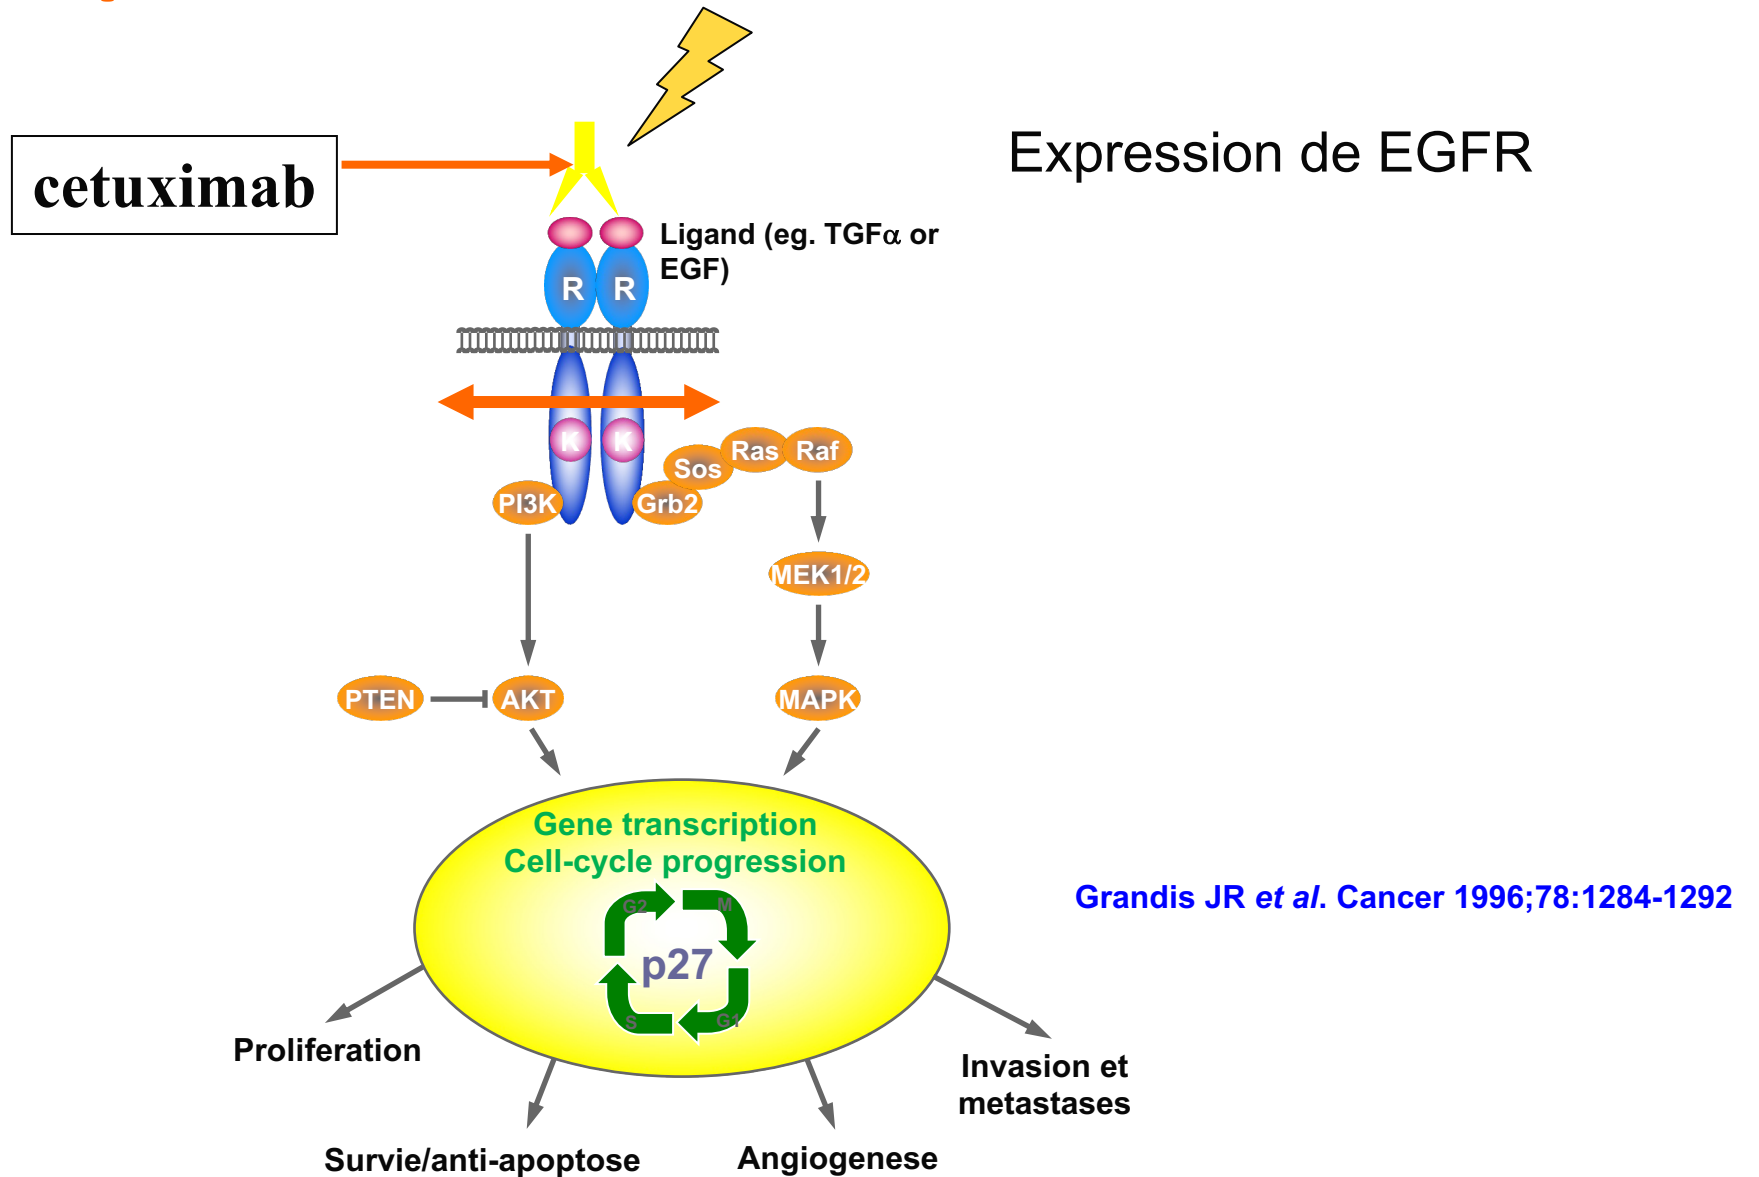 Expression de EGFR
cetuximab
Ligand (eg. TGFα or
EGF)
R R
K K
Sos Ras Raf
PI3K Grb2
MEK1/2
PTEN AKT MAPK
Gene transcription
Cell-cycle progression
G2 M
p27
S G1
Grandis JR et al. Cancer 1996;78:1284-1292
Proliferation
Invasion et
metastases
Survie/anti-apoptose
Angiogenese